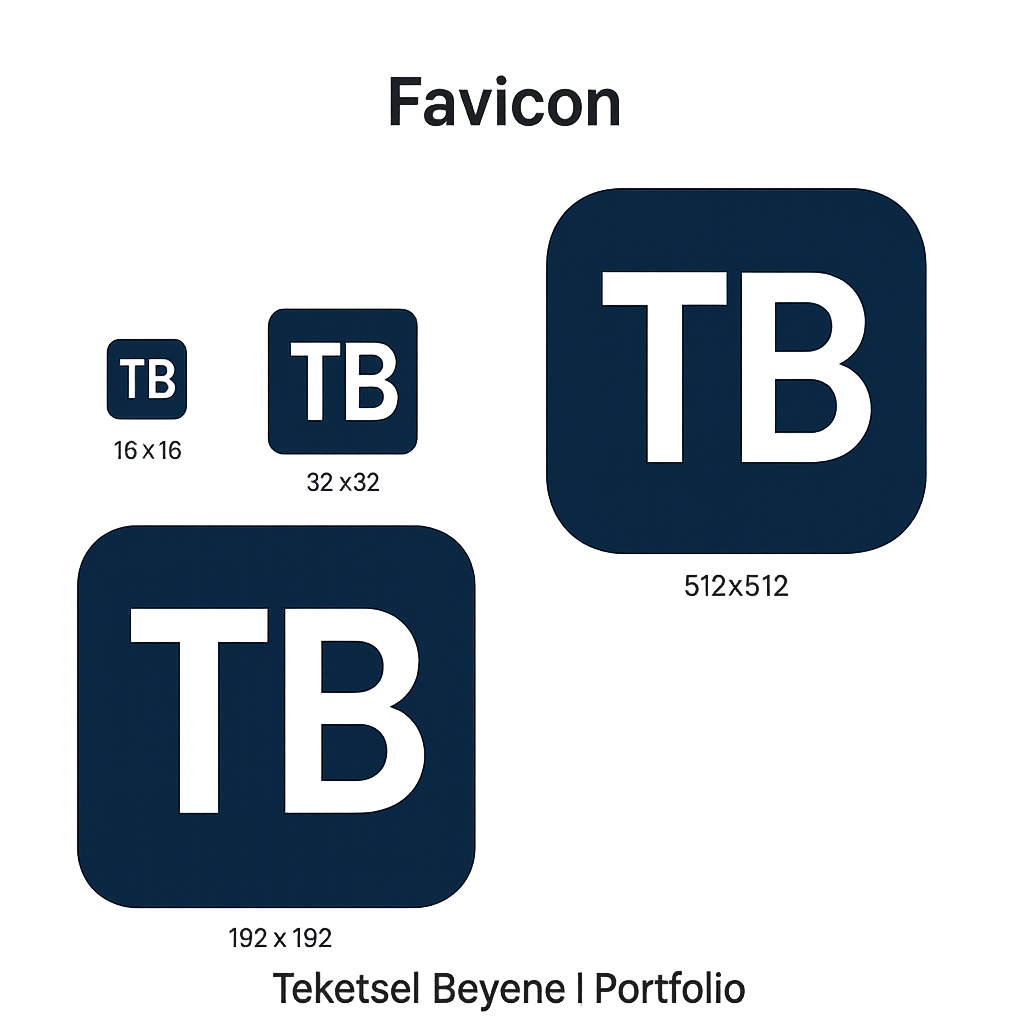 Favicon
TB
16 x 16
TB
32 x32
TB
512x512
TB
192 x 192
Teketsel Beyene | Portfolio